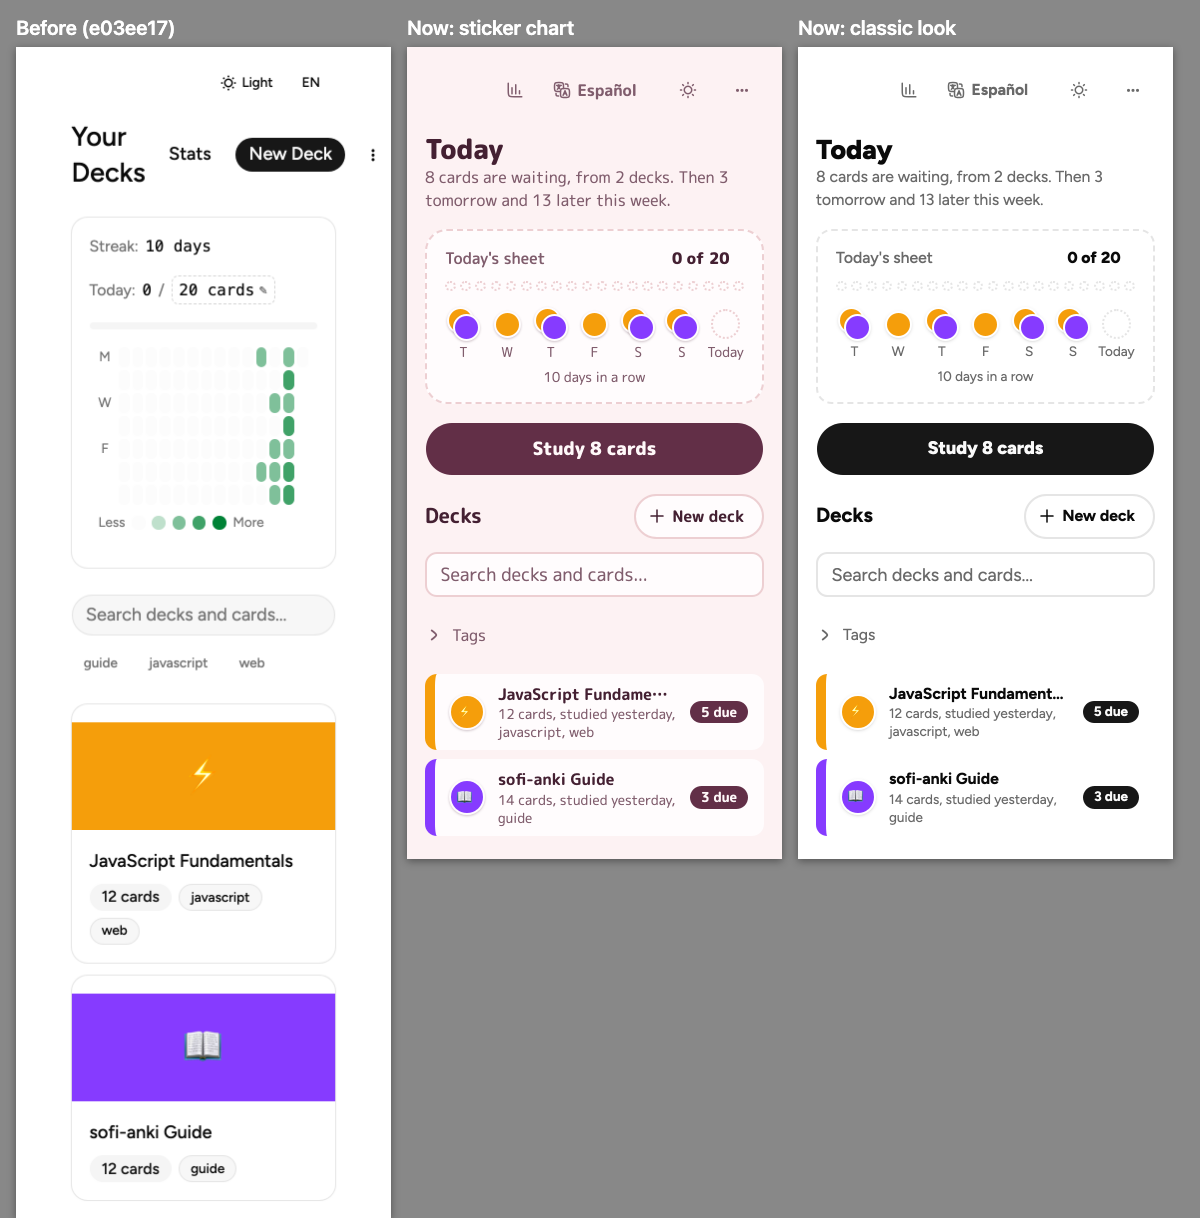 Before (e03ee17)
Light
EN
Your
Decks
Stats
New Deck
Streak: 10 days
Today: 0 / 20 cards ✎
M
W
F
Less
More
Search decks and cards...
guide
javascript
web
JavaScript Fundamentals
12 cards
javascript
web
sofi-anki Guide
12 cards
guide
Now: sticker chart
Español
Today
8 cards are waiting, from 2 decks. Then 3
tomorrow and 13 later this week.
Today's sheet
0 of 20
T W T F S S Today
10 days in a row
Study 8 cards
Decks
+ New deck
Search decks and cards...
Tags
JavaScript Fundame···
12 cards, studied yesterday,
javascript, web
5 due
sofi-anki Guide
14 cards, studied yesterday,
guide
3 due
Now: classic look
Español
Today
8 cards are waiting, from 2 decks. Then 3
tomorrow and 13 later this week.
Today's sheet
0 of 20
T W T F S S Today
10 days in a row
Study 8 cards
Decks
+ New deck
Search decks and cards...
Tags
JavaScript Fundament...
12 cards, studied yesterday,
javascript, web
5 due
sofi-anki Guide
14 cards, studied yesterday,
guide
3 due